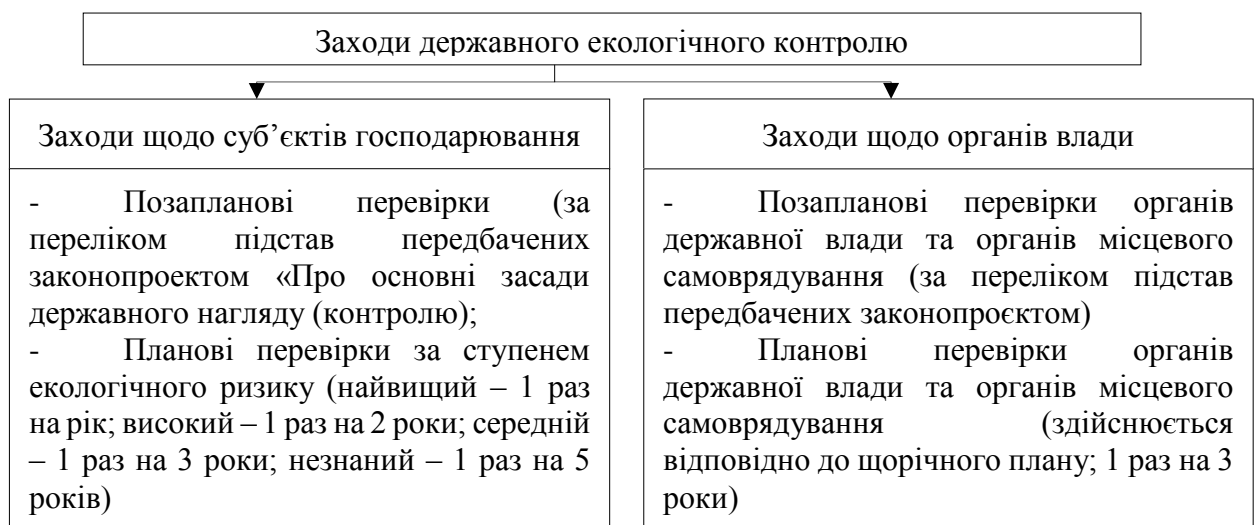 Заходи державного екологічного контролю
Заходи щодо суб’єктів господарювання
- Позапланові перевірки (за
переліком підстав передбачених
законопроектом «Про основні засади
державного нагляду (контролю);
- Планові перевірки за ступенем
екологічного ризику (найвищий – 1 раз
на рік; високий – 1 раз на 2 роки; середній
– 1 раз на 3 роки; незнаний – 1 раз на 5
років)
Заходи щодо органів влади
- Позапланові перевірки органів
державної влади та органів місцевого
самоврядування (за переліком підстав
передбачених законопроєктом)
- Планові перевірки органів
державної влади та органів місцевого
самоврядування (здійснюється
відповідно до щорічного плану; 1 раз на 3
роки)